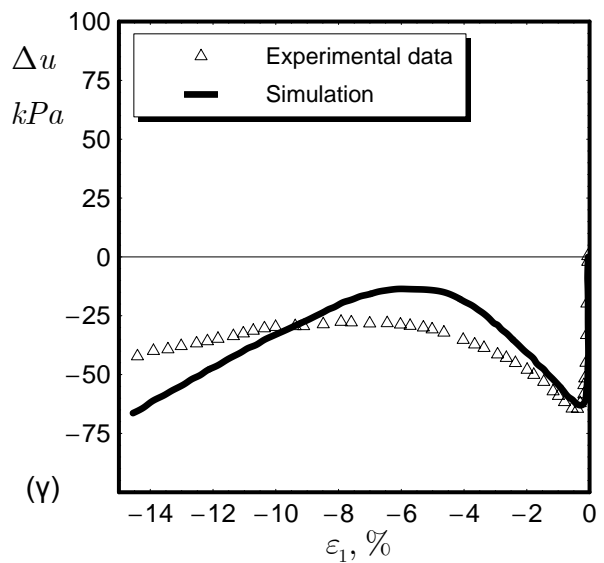 100
Δu
kPa
75
50
25
0
−25
−50
−75
Experimental data
Simulation
(γ)
−14 −12 −10 −8 −6 −4 −2 0
ε₁, %